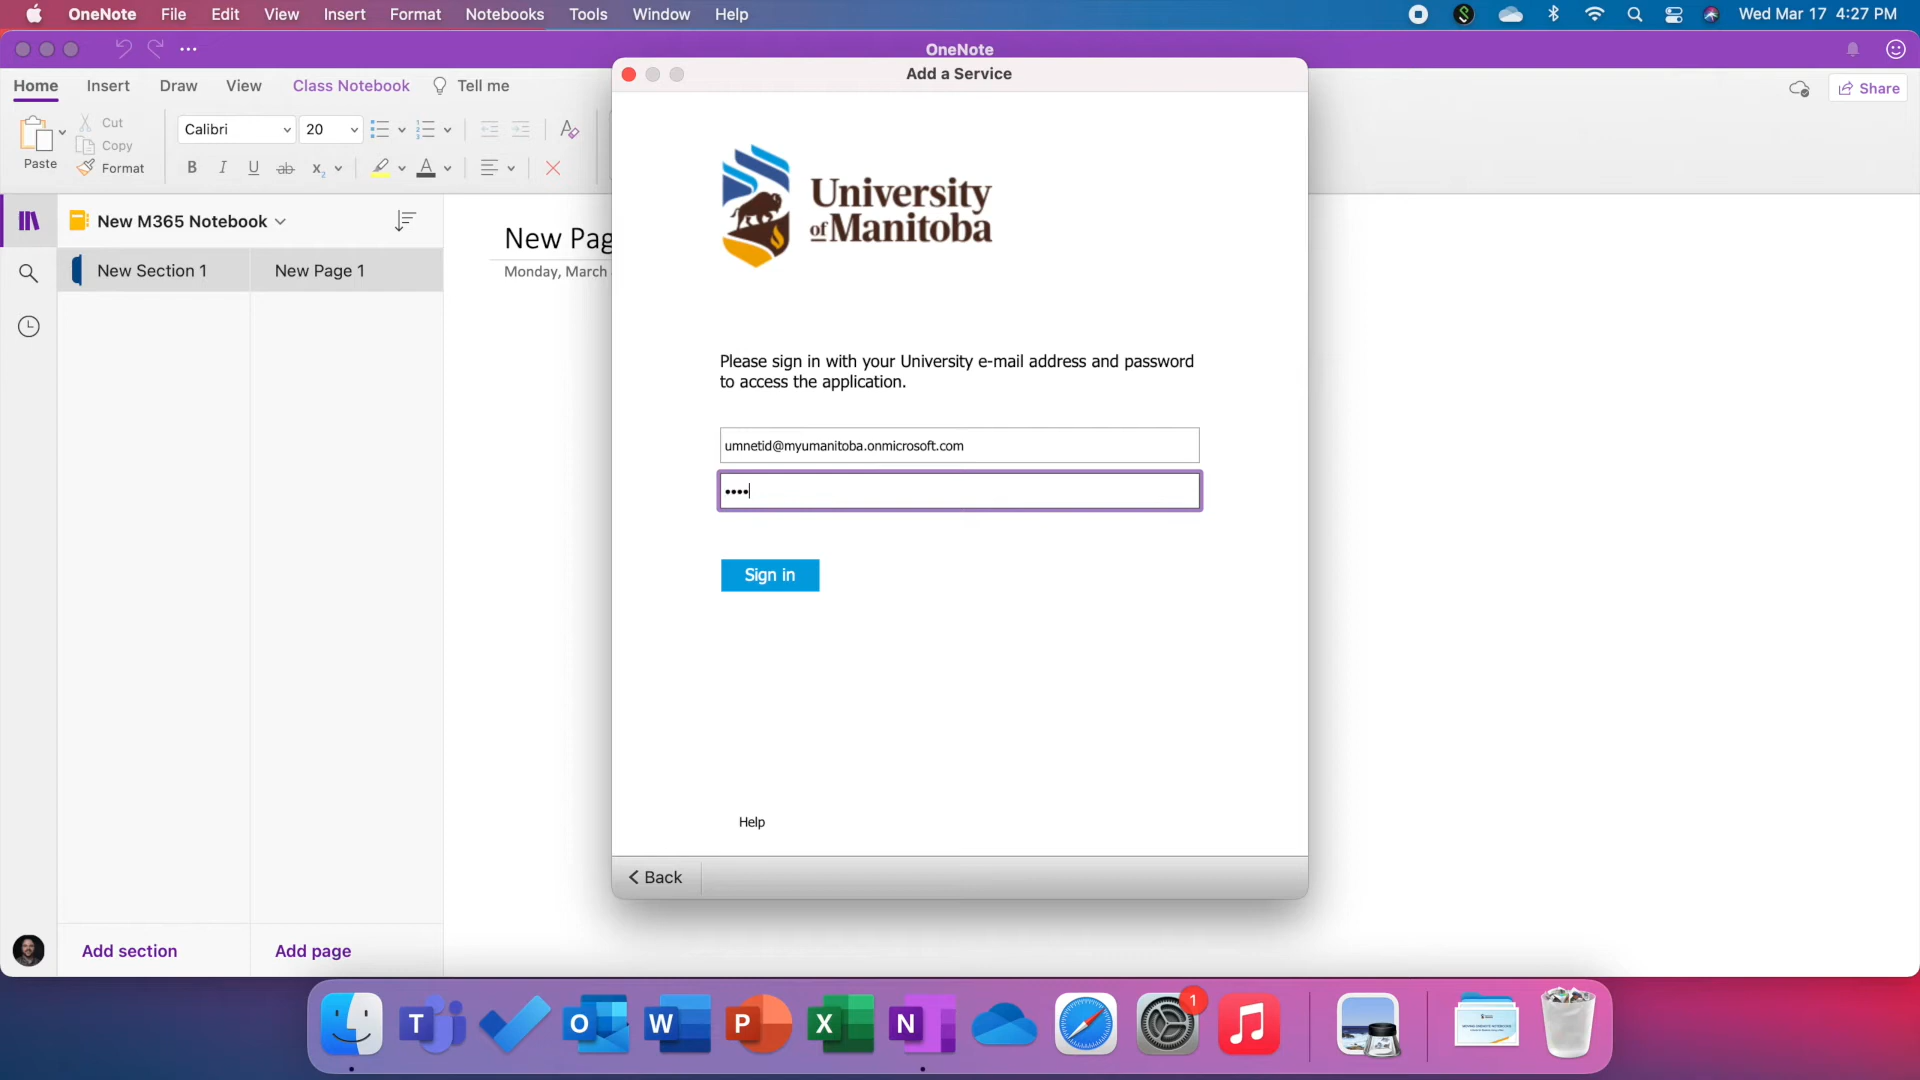 OneNote File Edit View Insert Format Notebooks Tools Window Help Wed Mar 17 4:27 PM
OneNote
Add a Service
Home Insert Draw View Class Notebook Tell me Share
Paste
Cut
Copy
Format
Calibri 20
B I U ab x₂ A
New M365 Notebook
New Section 1 New Page 1
New Pag
Monday, March
University
of Manitoba
Please sign in with your University e-mail address and password
to access the application.
umnetid@myumanitoba.onmicrosoft.com
••••
Sign in
Help
Back
Add section Add page
T O W P X N 1